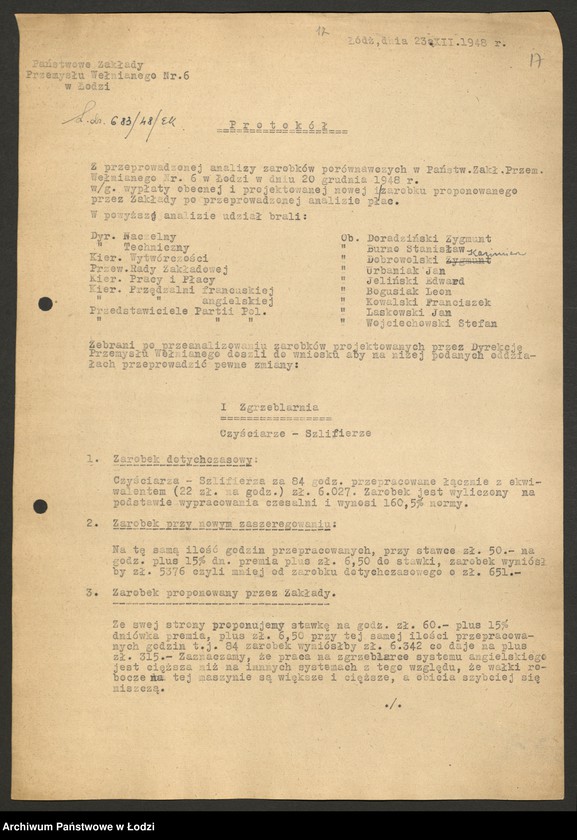 12
Łódź, dnia 23.XII.1948 r.
17
Państwowe Zakłady
Przemysłu Wełnianego Nr.6
w Łodzi
L.dz. 683/48/EK
P r o t o k ó ł
Z przeprowadzonej analizy zarobków porównawczych w Państw.Zakł.Przem.
Wełnianego Nr. 6 w Łodzi w dniu 20 grudnia 1948 r.
w/g. wypłaty obecnej i projektowanej nowej i zarobku proponowanego
przez Zakłady po przeprowadzonej analizie płac.
W powyższej analizie udział brali:
Dyr. Naczelny Ob. Doradziński Zygmunt
" Techniczny " Burno Stanisław
Kier. Wytwórczości " Dobrowolski Zygmunt Kazimierz
Przew.Rady Zakładowej " Urbaniak Jan
Kier. Pracy i Płacy " Jeliński Edward
Kier. Przędzalni francuskiej " Bogusiak Leon
" " angielskiej " Kowalski Franciszek
Przedstawiciele Partii Pol. " Laskowski Jan
" " " " Wojciechowski Stefan
Zebrani po przeanalizowaniu zarobków projektowanych przez Dyrekcję
Przemysłu Wełnianego doszli do wniosku aby na niżej podanych oddzia-
łach przeprowadzić pewne zmiany:
I Zgrzeblarnia
Czyściarze - Szlifierze
1. Zarobek dotychczasowy:
Czyściarza - Szlifierza za 84 godz. przepracowane łącznie z ekwi-
walentem (22 zł. na godz.) zł. 6.027. Zarobek jest wyliczony na
podstawie wypracowania czesalni i wynosi 160,5% normy.
2. Zarobek przy nowym zaszeregowaniu:
Na tę samą ilość godzin przepracowanych, przy stawce zł. 50.- na
godz. plus 15% dn. premia plus zł. 6,50 do stawki, zarobek wyniósł
by zł. 5376 czyli mniej od zarobku dotychczasowego o zł. 651.-
3. Zarobek proponowany przez Zakłady.
Ze swej strony proponujemy stawkę na godz. zł. 60.- plus 15%
dniówka premia, plus zł. 6,50 przy tej samej ilości przepracowa-
nych godzin t.j. 84 zarobek wyniósłby zł. 6.342 co daje na plus
zł. 315.- Zaznaczamy, że praca na zgrzeblarce systemu angielskiego
jest cięższa niż na innych systemach z tego względu, że wałki ro-
bocze na tej maszynie są większe i cięższe, a obicia szybciej się
niszczą.
./.
Archiwum Państwowe w Łodzi